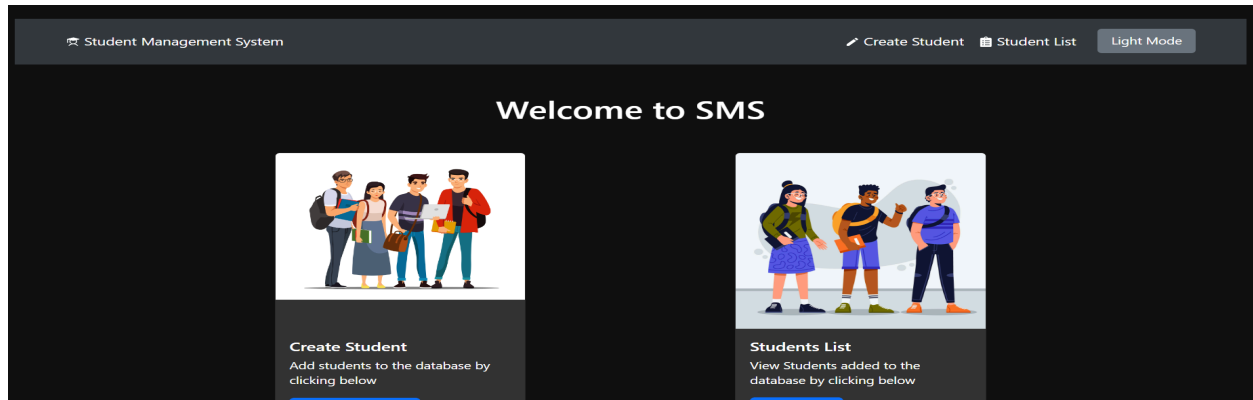 Student Management System
Create Student
Student List
Light Mode
Welcome to SMS
Create Student
Add students to the database by
clicking below
Students List
View Students added to the
database by clicking below